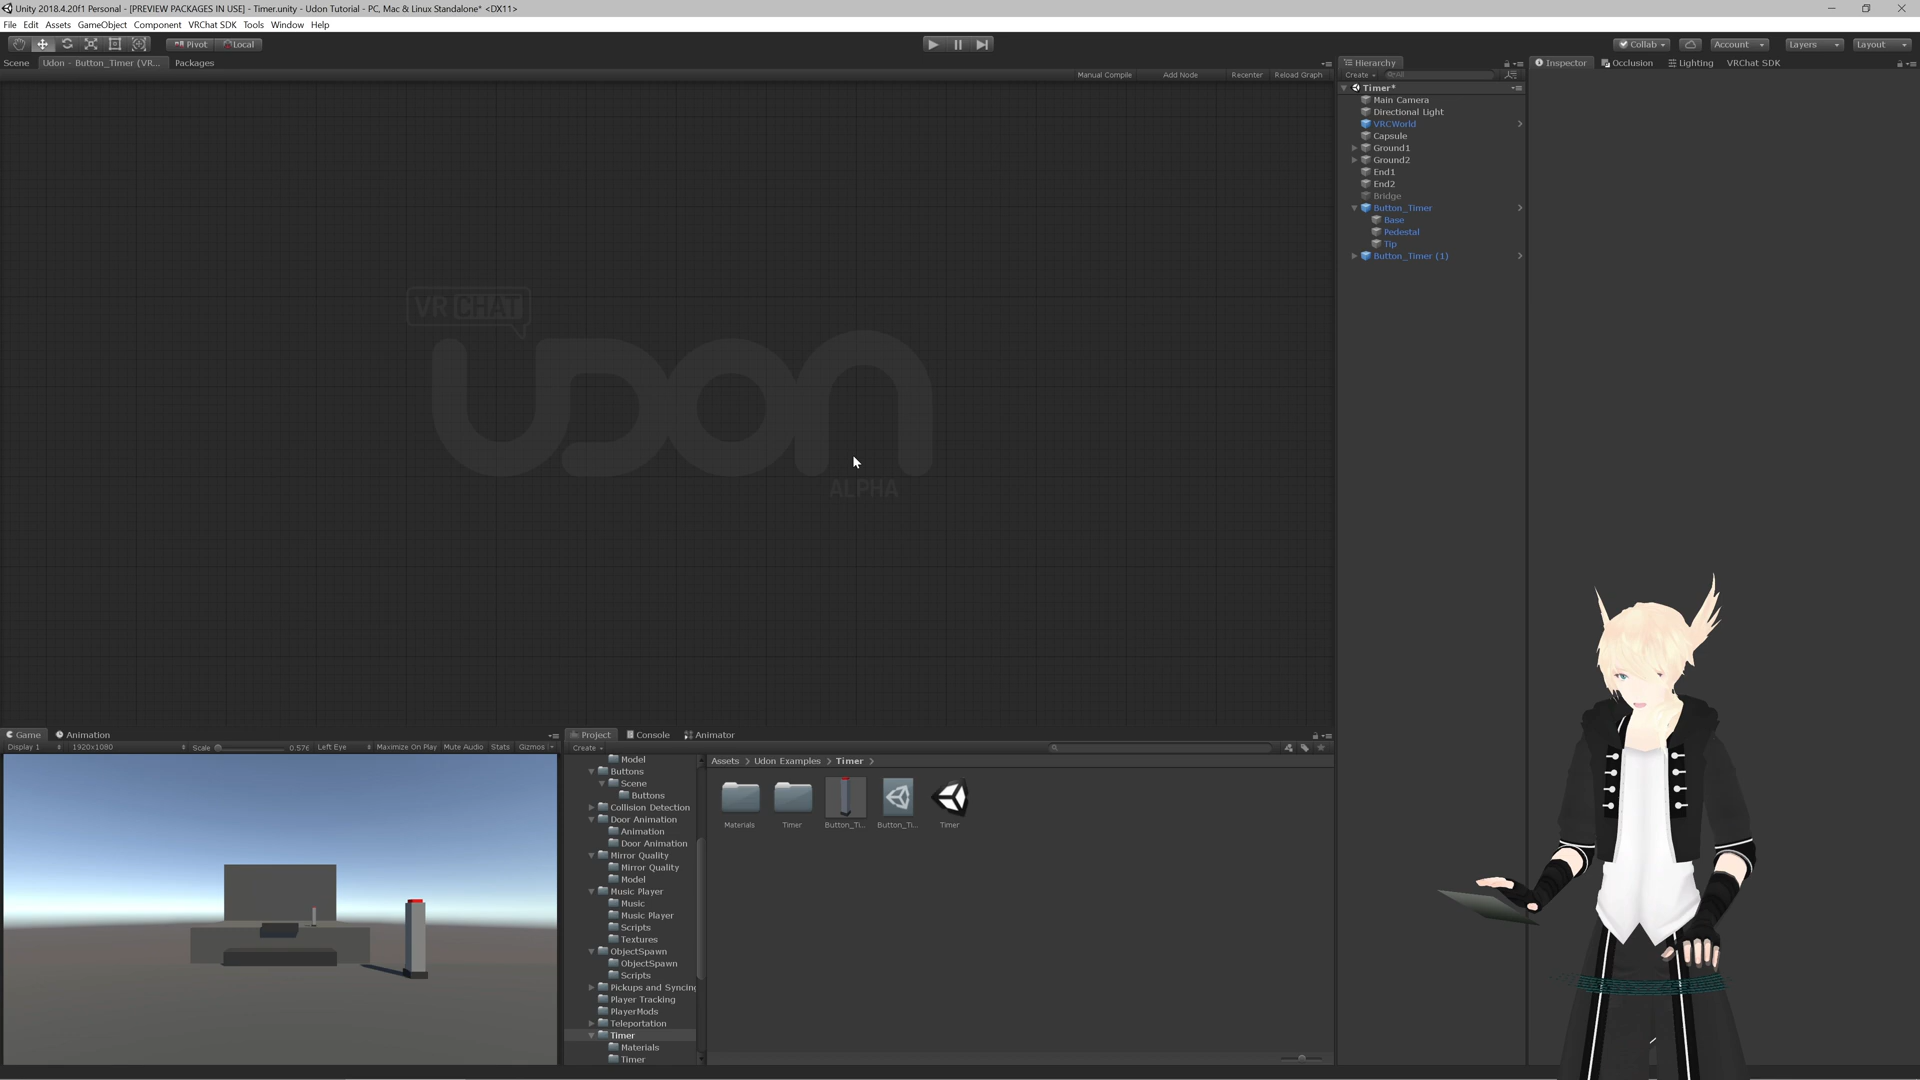 Unity 2018.4.20f1 Personal - [PREVIEW PACKAGES IN USE] - Timer.unity - Udon Tutorial - PC, Mac & Linux Standalone* <DX11>
File Edit Assets GameObject Component VRChat SDK Tools Window Help
Pivot Local Collab Account Layers Layout
Scene Udon - Button_Timer (VR... Packages
Manual Compile Add Node Recenter Reload Graph
VR CHAT
UDON
ALPHA
Hierarchy
Create All
Timer*
Main Camera
Directional Light
VRCWorld
Capsule
Ground1
Ground2
End1
End2
Bridge
Button_Timer
Base
Pedestal
Tip
Button_Timer (1)
Inspector Occlusion Lighting VRChat SDK
Game Animation
Display 1 1920x1080 Scale 0.576 Left Eye Maximize On Play Mute Audio Stats Gizmos
Project Console Animator
Create
Model
Buttons
Scene
Buttons
Collision Detection
Door Animation
Animation
Door Animation
Mirror Quality
Mirror Quality
Model
Music Player
Music
Music Player
Scripts
Textures
ObjectSpawn
ObjectSpawn
Scripts
Pickups and Syncing
Player Tracking
PlayerMods
Teleportation
Timer
Materials
Timer
Assets > Udon Examples > Timer >
Materials Timer Button_Ti... Button_Ti... Timer